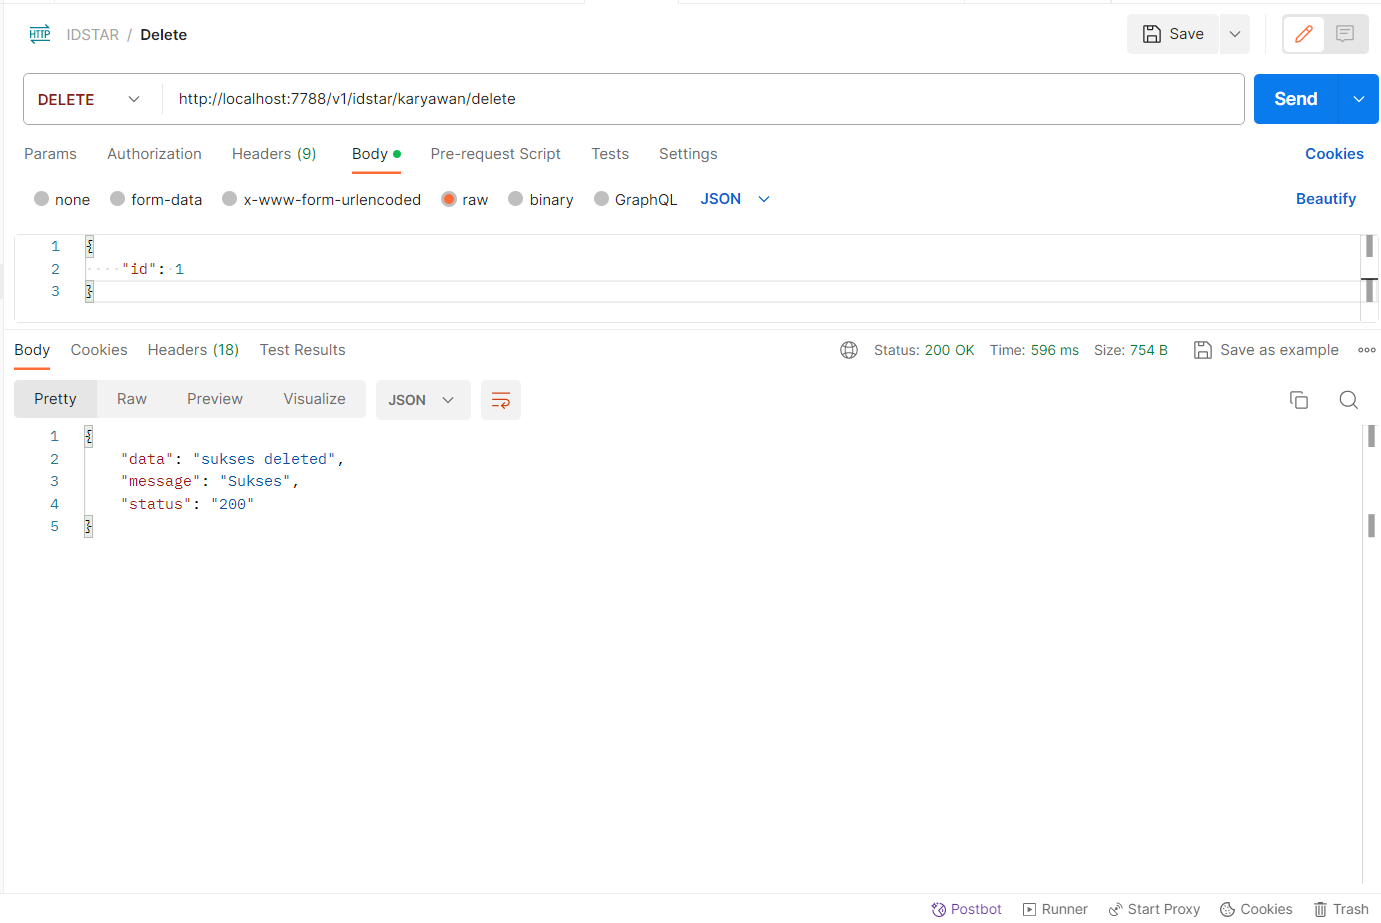 HTTP IDSTAR / Delete Save
DELETE http://localhost:7788/v1/idstar/karyawan/delete Send
Params Authorization Headers (9) Body Pre-request Script Tests Settings Cookies
none form-data x-www-form-urlencoded raw binary GraphQL JSON Beautify
1 {
2 ····"id":·1
3 }
Body Cookies Headers (18) Test Results Status: 200 OK Time: 596 ms Size: 754 B Save as example
Pretty Raw Preview Visualize JSON
1 {
2 "data": "sukses deleted",
3 "message": "Sukses",
4 "status": "200"
5 }
Postbot Runner Start Proxy Cookies Trash